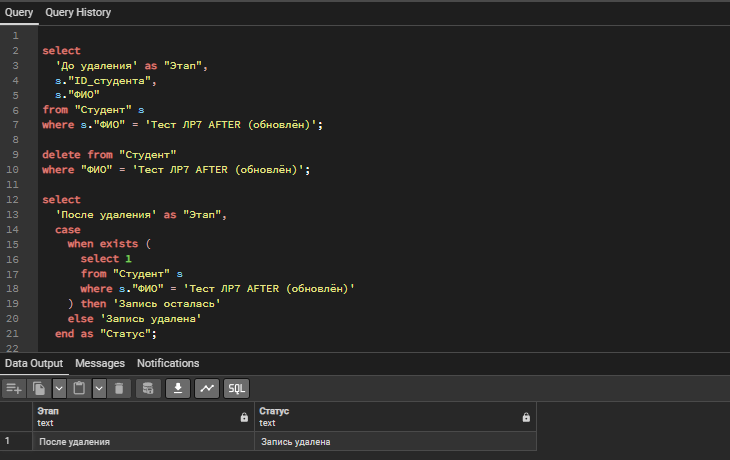 Query Query History
1
2 select
3 'До удаления' as "Этап",
4 s."ID_студента",
5 s."ФИО"
6 from "Студент" s
7 where s."ФИО" = 'Тест ЛР7 AFTER (обновлён)';
8
9 delete from "Студент"
10 where "ФИО" = 'Тест ЛР7 AFTER (обновлён)';
11
12 select
13 'После удаления' as "Этап",
14 case
15 when exists (
16 select 1
17 from "Студент" s
18 where s."ФИО" = 'Тест ЛР7 AFTER (обновлён)'
19 ) then 'Запись осталась'
20 else 'Запись удалена'
21 end as "Статус";
22
Data Output Messages Notifications
SQL
Этап Статус
text text
1 После удаления Запись удалена